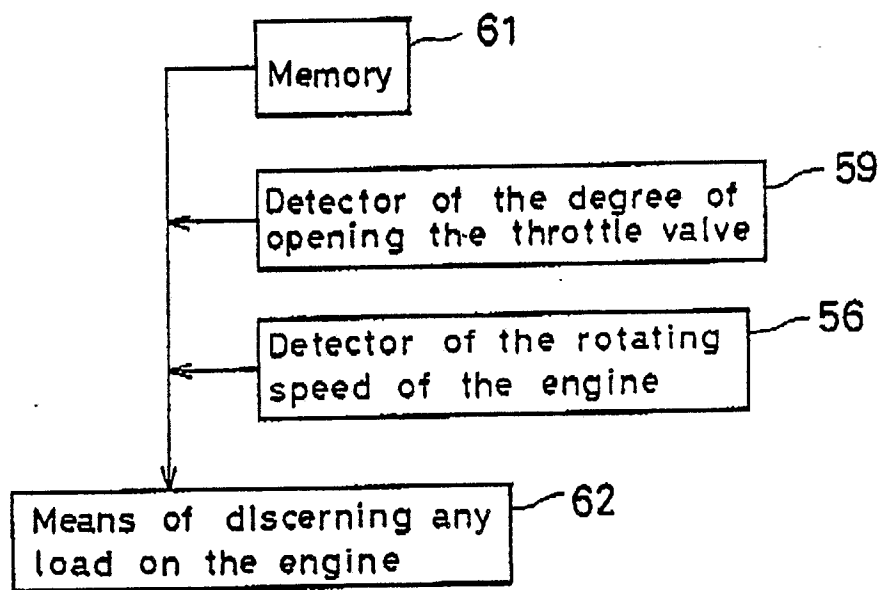 61
Memory
59
Detector of the degree of
opening the throttle valve
56
Detector of the rotating
speed of the engine
62
Means of discerning any
load on the engine